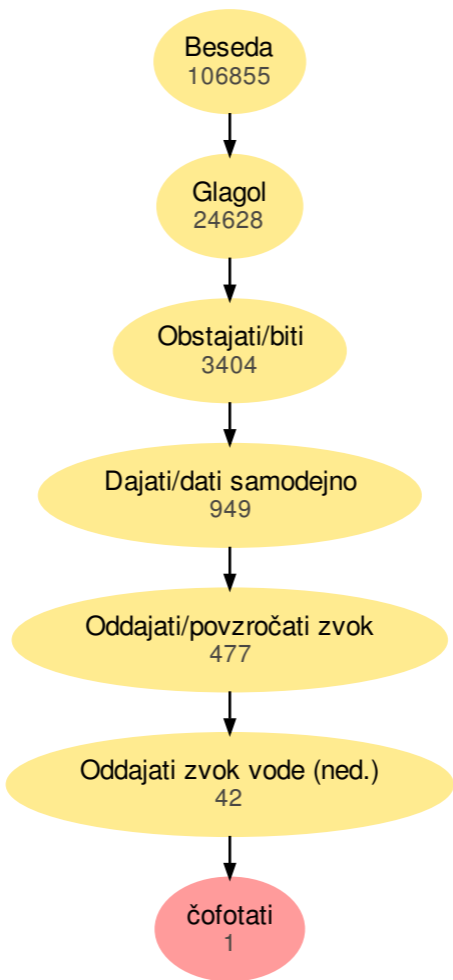 Beseda
106855
Glagol
24628
Obstajati/biti
3404
Dajati/dati samodejno
949
Oddajati/povzročati zvok
477
Oddajati zvok vode (ned.)
42
čofotati
1